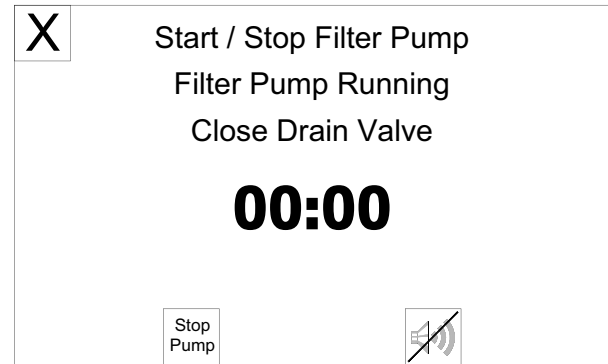 X
Start / Stop Filter Pump
Filter Pump Running
Close Drain Valve
00:00
Stop
Pump